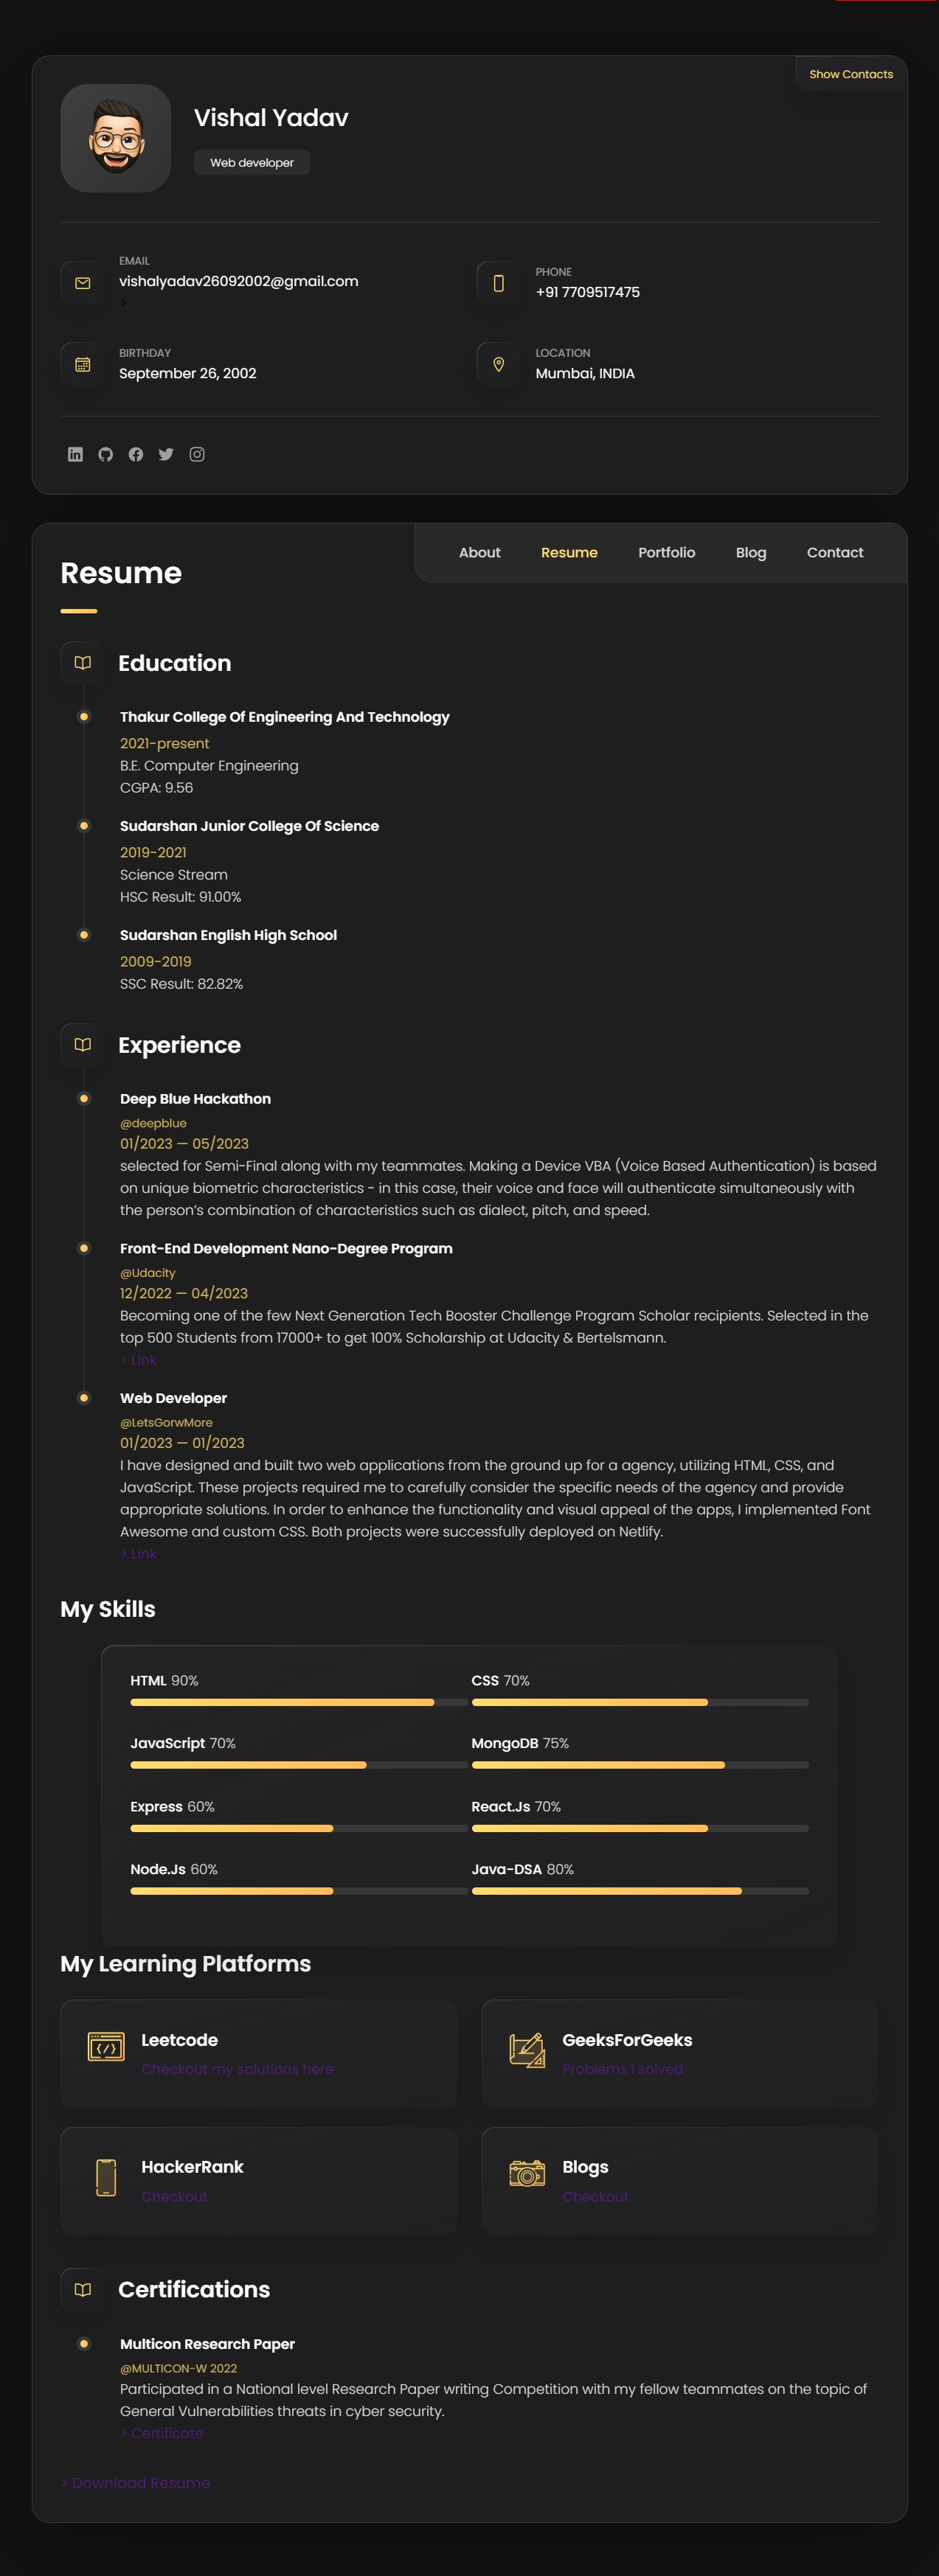 Show Contacts
Vishal Yadav
Web developer
EMAIL
vishalyadav26092002@gmail.com
>
PHONE
+91 7709517475
BIRTHDAY
September 26, 2002
LOCATION
Mumbai, INDIA
About Resume Portfolio Blog Contact
Resume
Education
Thakur College Of Engineering And Technology
2021-present
B.E. Computer Engineering
CGPA: 9.56
Sudarshan Junior College Of Science
2019-2021
Science Stream
HSC Result: 91.00%
Sudarshan English High School
2009-2019
SSC Result: 82.82%
Experience
Deep Blue Hackathon
@deepblue
01/2023 — 05/2023
selected for Semi-Final along with my teammates. Making a Device VBA (Voice Based Authentication) is based
on unique biometric characteristics - in this case, their voice and face will authenticate simultaneously with
the person's combination of characteristics such as dialect, pitch, and speed.
Front-End Development Nano-Degree Program
@Udacity
12/2022 — 04/2023
Becoming one of the few Next Generation Tech Booster Challenge Program Scholar recipients. Selected in the
top 500 Students from 17000+ to get 100% Scholarship at Udacity & Bertelsmann.
> Link
Web Developer
@LetsGorwMore
01/2023 — 01/2023
I have designed and built two web applications from the ground up for a agency, utilizing HTML, CSS, and
JavaScript. These projects required me to carefully consider the specific needs of the agency and provide
appropriate solutions. In order to enhance the functionality and visual appeal of the apps, I implemented Font
Awesome and custom CSS. Both projects were successfully deployed on Netlify.
> Link
My Skills
HTML 90%
CSS 70%
JavaScript 70%
MongoDB 75%
Express 60%
React.Js 70%
Node.Js 60%
Java-DSA 80%
My Learning Platforms
Leetcode
Checkout my solutions here
GeeksForGeeks
Problems i solved
HackerRank
Checkout
Blogs
Checkout
Certifications
Multicon Research Paper
@MULTICON-W 2022
Participated in a National level Research Paper writing Competition with my fellow teammates on the topic of
General Vulnerabilities threats in cyber security.
> Certificate
> Download Resume